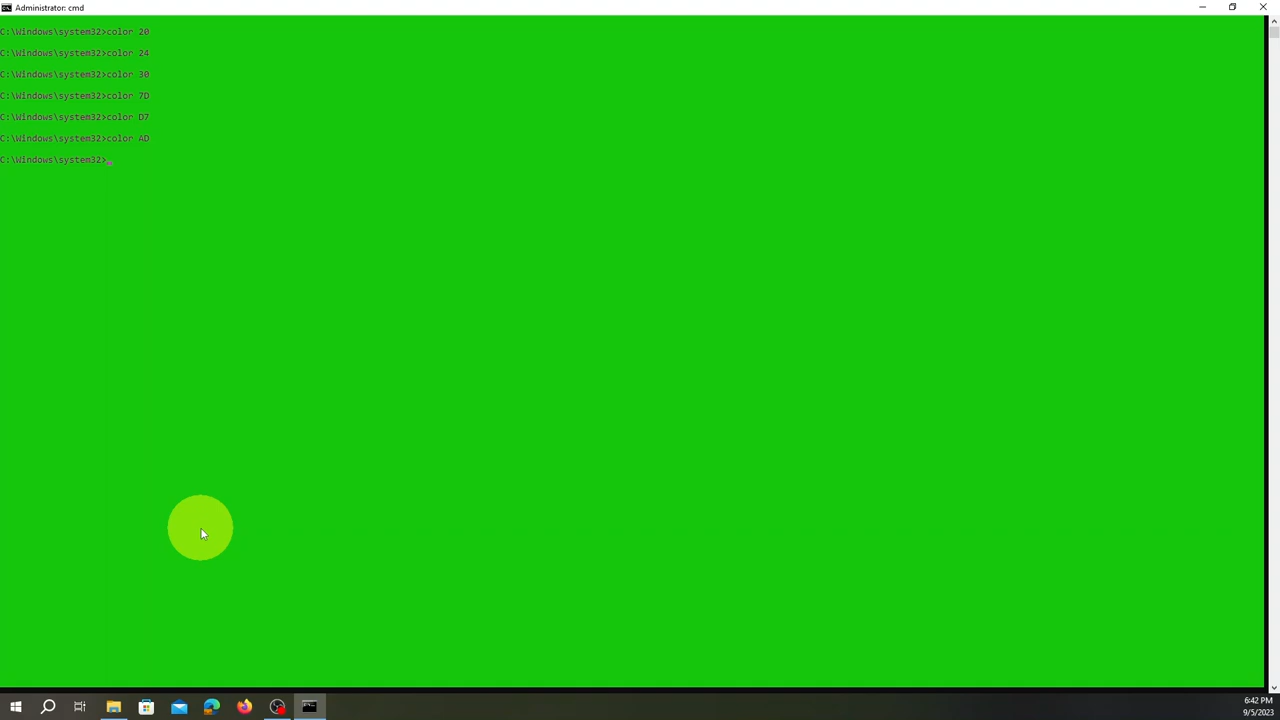 Administrator: cmd
C:\Windows\system32>color 20
C:\Windows\system32>color 24
C:\Windows\system32>color 30
C:\Windows\system32>color 7D
C:\Windows\system32>color D7
C:\Windows\system32>color AD
C:\Windows\system32>_
6:42 PM
9/5/2023